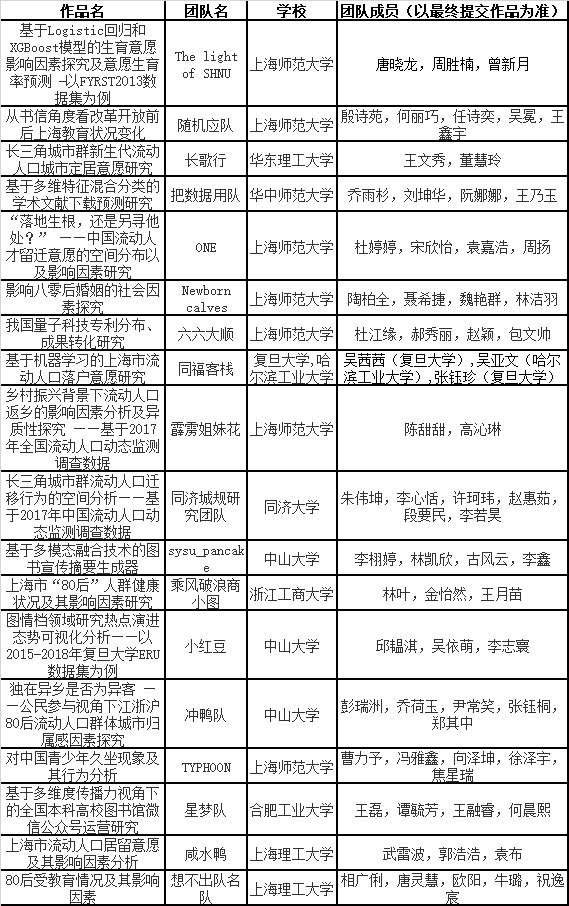 作品名 团队名 学校 团队成员（以最终提交作品为准）
基于Logistic回归和
XGBoost模型的生育意愿
影响因素探究及意愿生育
率预测 —以FYRST2013数
据集为例
The light
of SHNU
上海师范大学
唐晓龙，周胜楠，曾新月
从书信角度看改革开放前
后上海教育状况变化
随机应队
上海师范大学
殷诗苑，何丽巧，任诗奕，吴冕，王
鑫宇
长三角城市群新生代流动
人口城市定居意愿研究
长歌行
华东理工大学
王文秀，董慧玲
基于多维特征混合分类的
学术文献下载预测研究
把数据用队
华中师范大学
乔雨杉，刘坤华，阮娜娜，王乃玉
“落地生根，还是另寻他
处？” ——中国流动人
才留迁意愿的空间分布以
及影响因素研究
ONE
上海师范大学
杜婷婷，宋欣怡，袁嘉浩，周扬
影响八零后婚姻的社会因
素探究
Newborn
calves
上海师范大学
陶柏全，聂希捷，魏艳群，林洁羽
我国量子科技专利分布、
成果转化研究
六六大顺
上海师范大学
杜江缘，郝秀丽，赵颖，包文帅
基于机器学习的上海市流
动人口落户意愿研究
同福客栈
复旦大学,哈
尔滨工业大学
吴茜茜（复旦大学）,吴亚文（哈尔
滨工业大学）,张钰珍（复旦大学）
乡村振兴背景下流动人口
返乡的影响因素分析及异
质性探究 ——基于2017
年全国流动人口动态监测
调查数据
霹雳姐妹花
上海师范大学
陈甜甜，高沁琳
长三角城市群流动人口迁
移行为的空间分析——基
于2017年中国流动人口动
态监测调查数据
同济城规研
究团队
同济大学
朱伟坤，李心恬，许珂玮，赵惠茹，
段要民，李若昊
基于多模态融合技术的图
书宣传摘要生成器
sysu_pancak
e
中山大学
李栩婷，林凯欣，古风云，李鑫
上海市“80后”人群健康
状况及其影响因素研究
乘风破浪商
小图
浙江工商大学
林叶，金怡然，王月苗
图情档领域研究热点演进
态势可视化分析——以
2015-2018年复旦大学ERU
数据集为例
小红豆
中山大学
邱韫淇，吴依萌，李志寰
独在异乡是否为异客 —
—公民参与视角下江浙沪
80后流动人口群体城市归
属感因素探究
冲鸭队
中山大学
彭瑞洲，乔荷玉，尹常笑，张钰桐，
郑其中
对中国青少年久坐现象及
其行为分析
TYPHOON
上海师范大学
曹力予，冯雅鑫，向泽坤，徐泽宇，
焦星瑞
基于多维度传播力视角下
的全国本科高校图书馆微
信公众号运营研究
星梦队
合肥工业大学
王磊，谭毓芳，王融睿，何晨熙
上海市流动人口居留意愿
及其影响因素分析
咸水鸭
上海理工大学
武雷波，郭浩浩，袁布
80后受教育情况及其影响
因素
想不出队名
队
上海理工大学
相广俐，唐灵慧，欧阳，牛璐，祝逸
宸